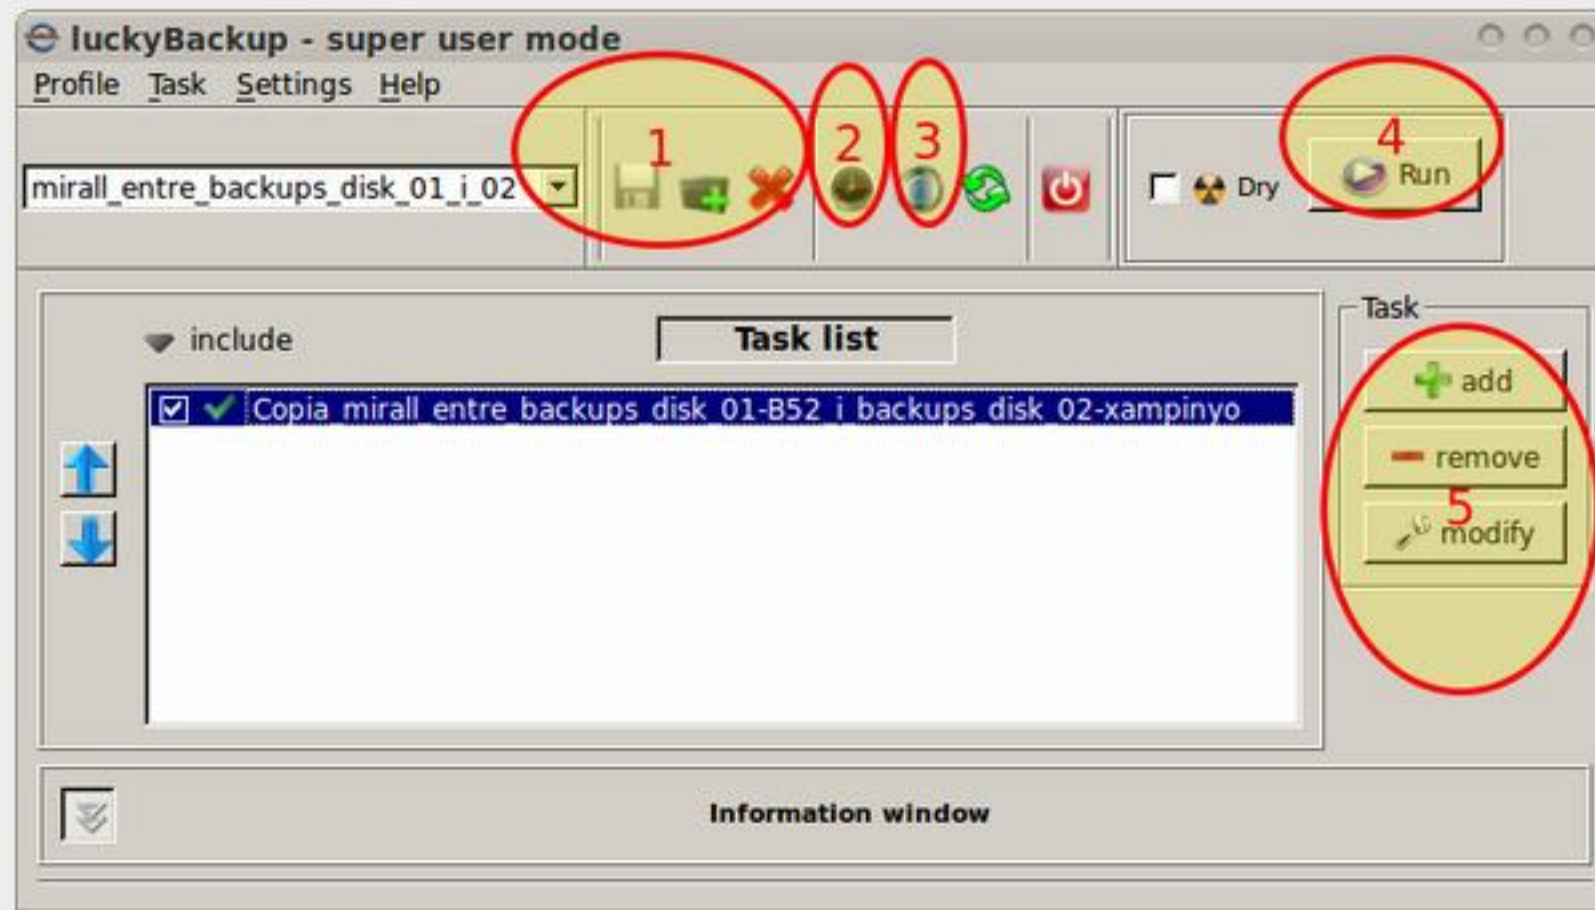 luckyBackup - super user mode
Profile Task Settings Help
1 2 3 4
mirall_entre_backups_disk_01_i_02 Dry Run
include Task list Task
Copia mirall entre backups disk 01-B52 i backups disk 02-xampinyo
add
remove
5
modify
Information window